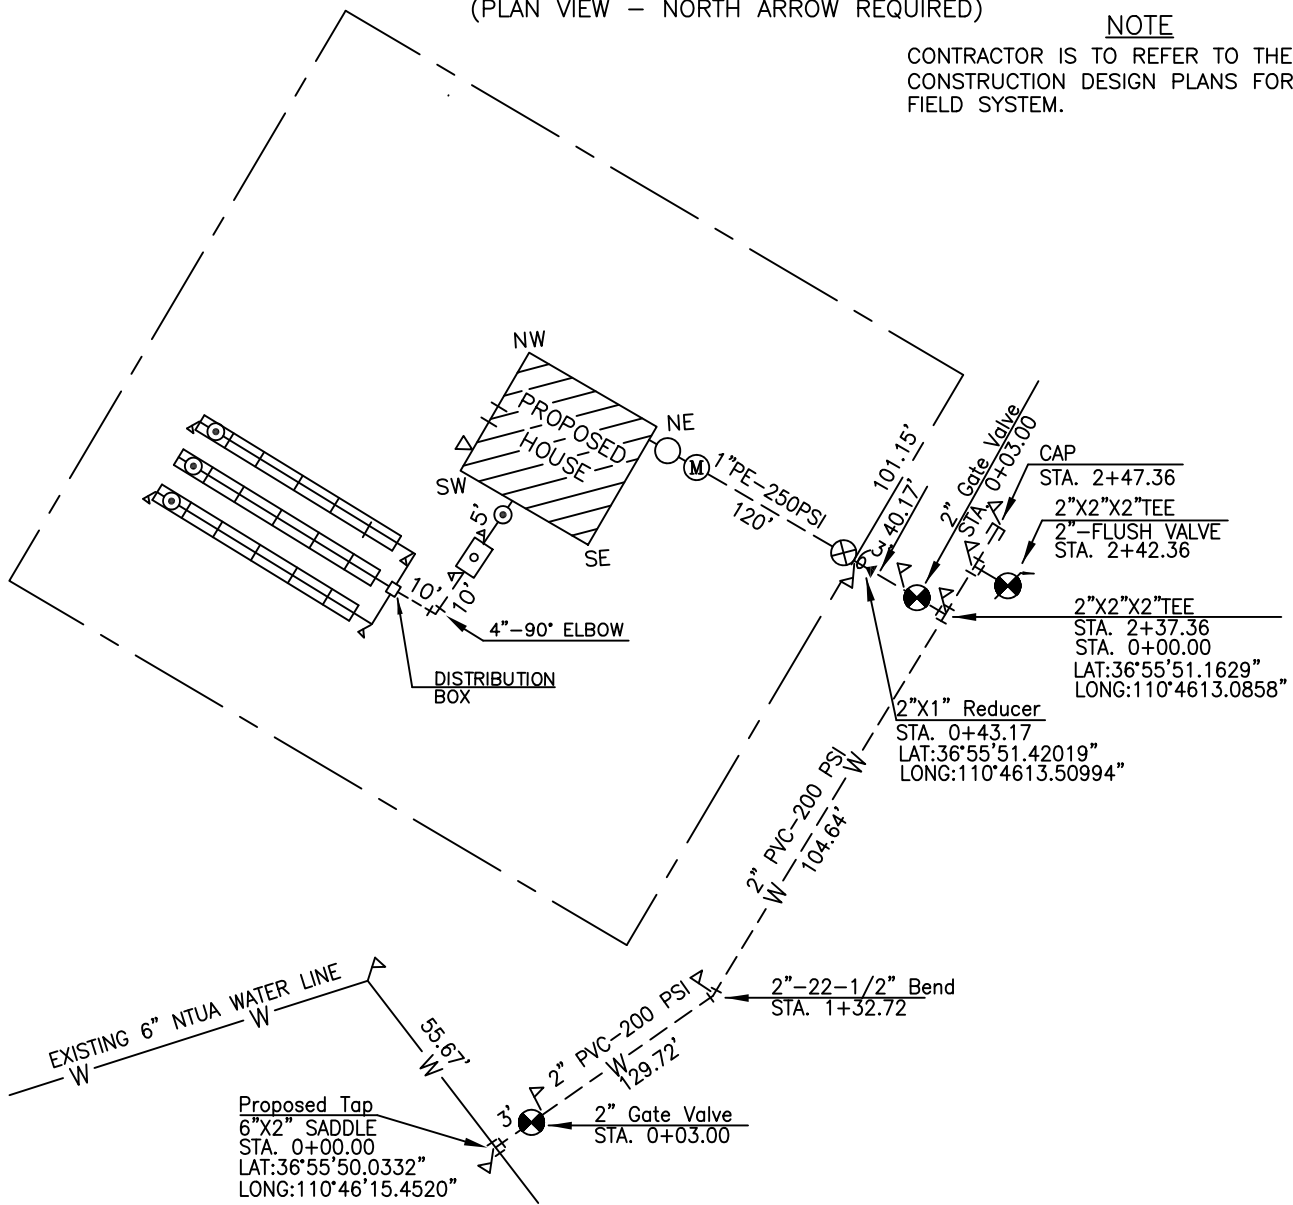 (PLAN VIEW – NORTH ARROW REQUIRED)
NOTE
CONTRACTOR IS TO REFER TO THE
CONSTRUCTION DESIGN PLANS FOR
FIELD SYSTEM.
NW
PROPOSED
HOUSE
NE
SW
SE
M
1"PE-250PSI
120'
101.15'
40.17'
3'
2" Gate Valve
STA. 0+03.00
CAP
STA. 2+47.36
2"X2"X2"TEE
2"-FLUSH VALVE
STA. 2+42.36
5'
10'
10'
4"-90° ELBOW
DISTRIBUTION
BOX
2"X2"X2"TEE
STA. 2+37.36
STA. 0+00.00
LAT:36°55'51.1629"
LONG:110°4613.0858"
2"X1" Reducer
STA. 0+43.17
LAT:36°55'51.42019"
LONG:110°4613.50994"
2" PVC-200 PSI
W
W
104.64'
2"-22-1/2" Bend
STA. 1+32.72
EXISTING 6" NTUA WATER LINE
W
W
55.67'
W
2" PVC-200 PSI
W
129.72'
3'
2" Gate Valve
STA. 0+03.00
Proposed Tap
6"X2" SADDLE
STA. 0+00.00
LAT:36°55'50.0332"
LONG:110°46'15.4520"